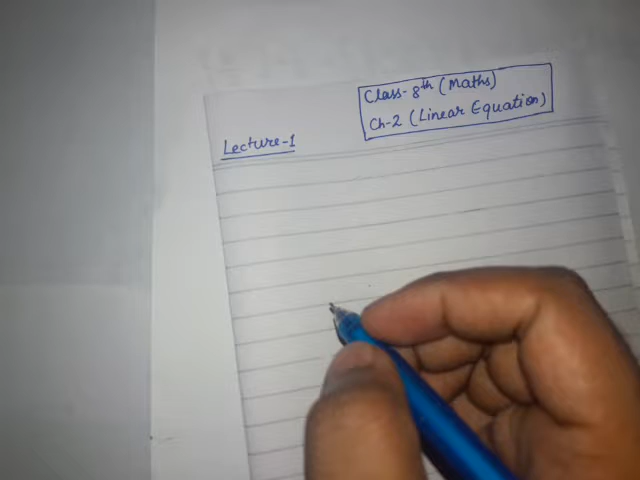 Class-8th (Maths)
Ch-2 (Linear Equation)
Lecture-1